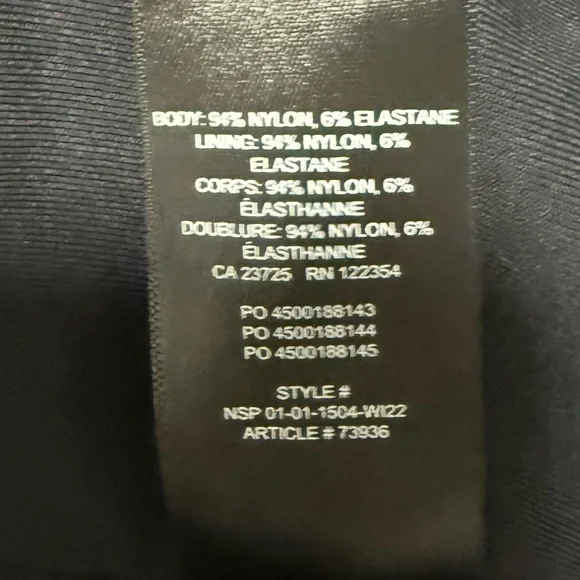 BODY: 94% NYLON, 6% ELASTANE
LINING: 94% NYLON, 6%
ELASTANE
CORPS: 94% NYLON, 6%
ÉLASTHANNE
DOUBLURE: 94% NYLON, 6%
ÉLASTHANNE
CA 23725 RN 122354
PO 4500188143
PO 4500188144
PO 4500188145
STYLE #
NSP 01-01-1504-WI22
ARTICLE # 73936